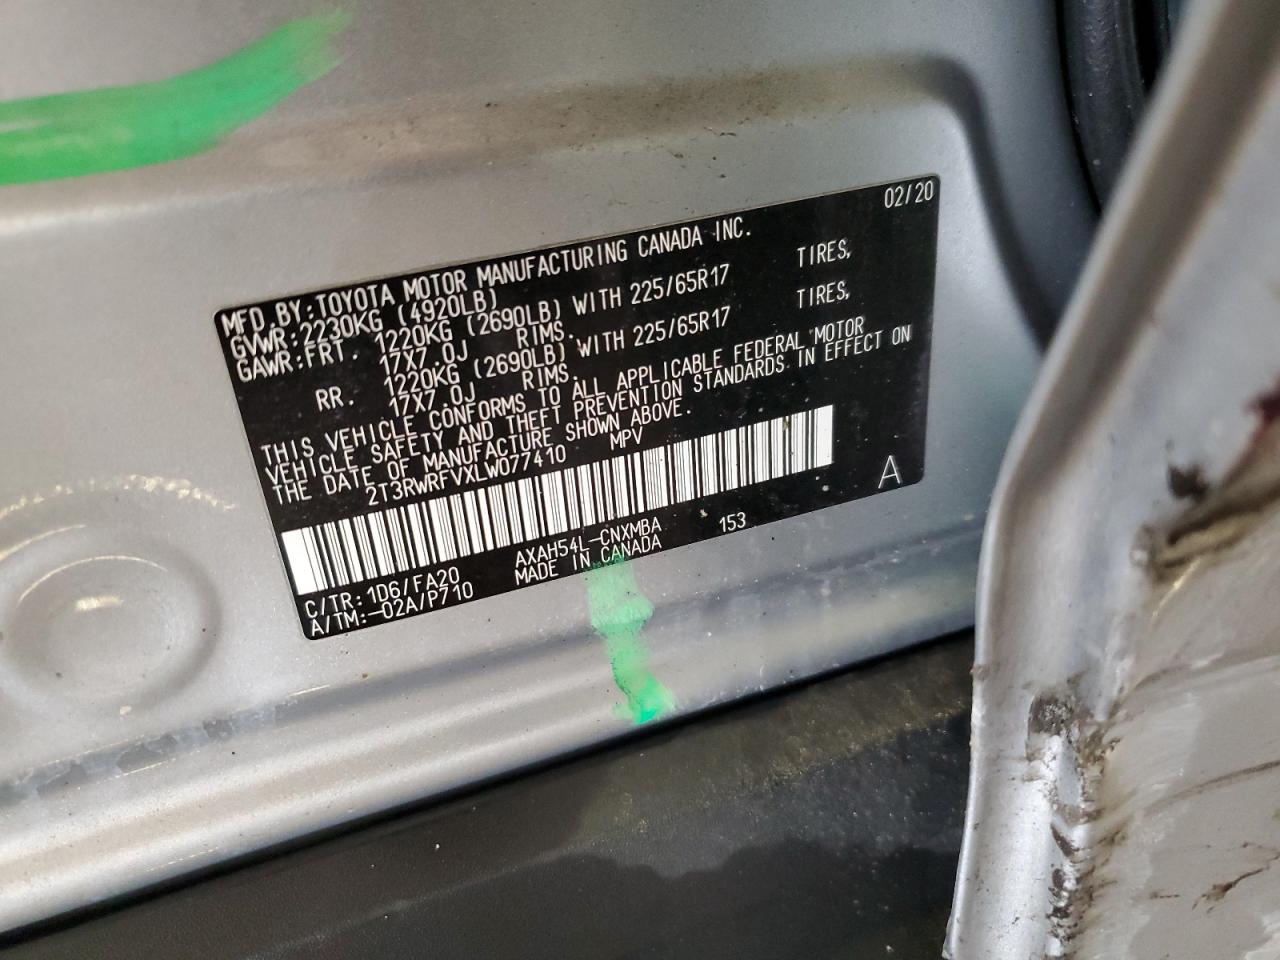 02/20
MFD.BY:TOYOTA MOTOR MANUFACTURING CANADA INC.
GVWR:2230KG (4920LB)
GAWR:FRT. 1220KG (2690LB) WITH 225/65R17 TIRES,
17X7.0J RIMS.
RR. 1220KG (2690LB) WITH 225/65R17 TIRES,
17X7.0J RIMS.
THIS VEHICLE CONFORMS TO ALL APPLICABLE FEDERAL MOTOR
VEHICLE SAFETY AND THEFT PREVENTION STANDARDS IN EFFECT ON
THE DATE OF MANUFACTURE SHOWN ABOVE.
2T3RWRFVXLW077410 MPV
A
C/TR:1D6/FA20 AXAH54L-CNXMBA 153
A/TM:-02A/P710 MADE IN CANADA